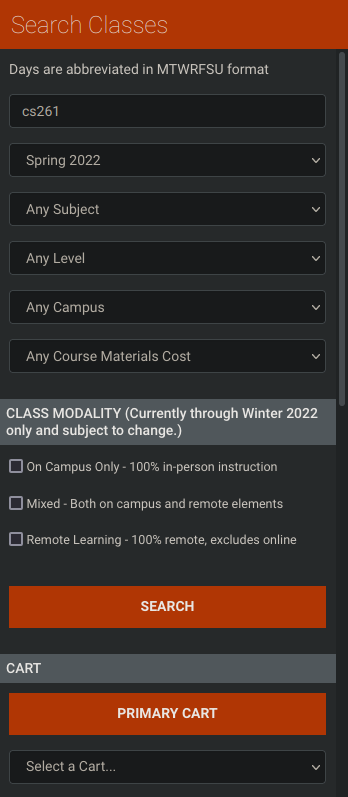 Search Classes
Days are abbreviated in MTWRFSU format
cs261
Spring 2022
Any Subject
Any Level
Any Campus
Any Course Materials Cost
CLASS MODALITY (Currently through Winter 2022
only and subject to change.)
On Campus Only - 100% in-person instruction
Mixed - Both on campus and remote elements
Remote Learning - 100% remote, excludes online
SEARCH
CART
PRIMARY CART
Select a Cart...